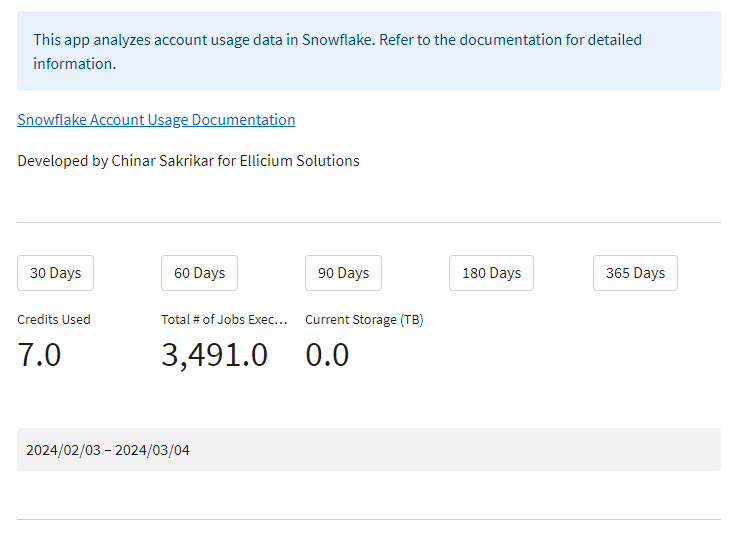 This app analyzes account usage data in Snowflake. Refer to the documentation for detailed
information.
Snowflake Account Usage Documentation
Developed by Chinar Sakrikar for Ellicium Solutions
30 Days
60 Days
90 Days
180 Days
365 Days
Credits Used
Total # of Jobs Exec...
Current Storage (TB)
7.0
3,491.0
0.0
2024/02/03 – 2024/03/04